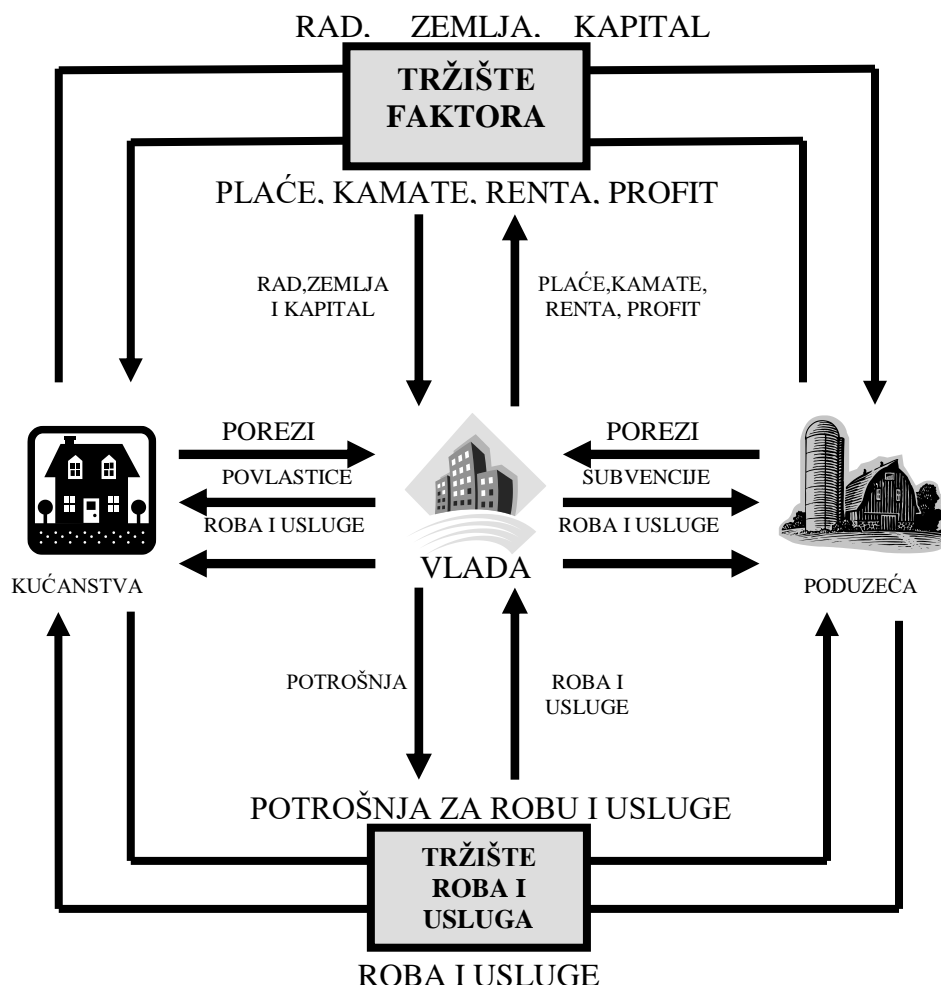 RAD, ZEMLJA, KAPITAL
TRŽIŠTE
FAKTORA
PLAĆE, KAMATE, RENTA, PROFIT
RAD,ZEMLJA
I KAPITAL
PLAĆE,KAMATE,
RENTA, PROFIT
POREZI
POVLASTICE
ROBA I USLUGE
POREZI
SUBVENCIJE
ROBA I USLUGE
VLADA
KUĆANSTVA
PODUZEĆA
POTROŠNJA
ROBA I
USLUGE
POTROŠNJA ZA ROBU I USLUGE
TRŽIŠTE
ROBA I
USLUGA
ROBA I USLUGE